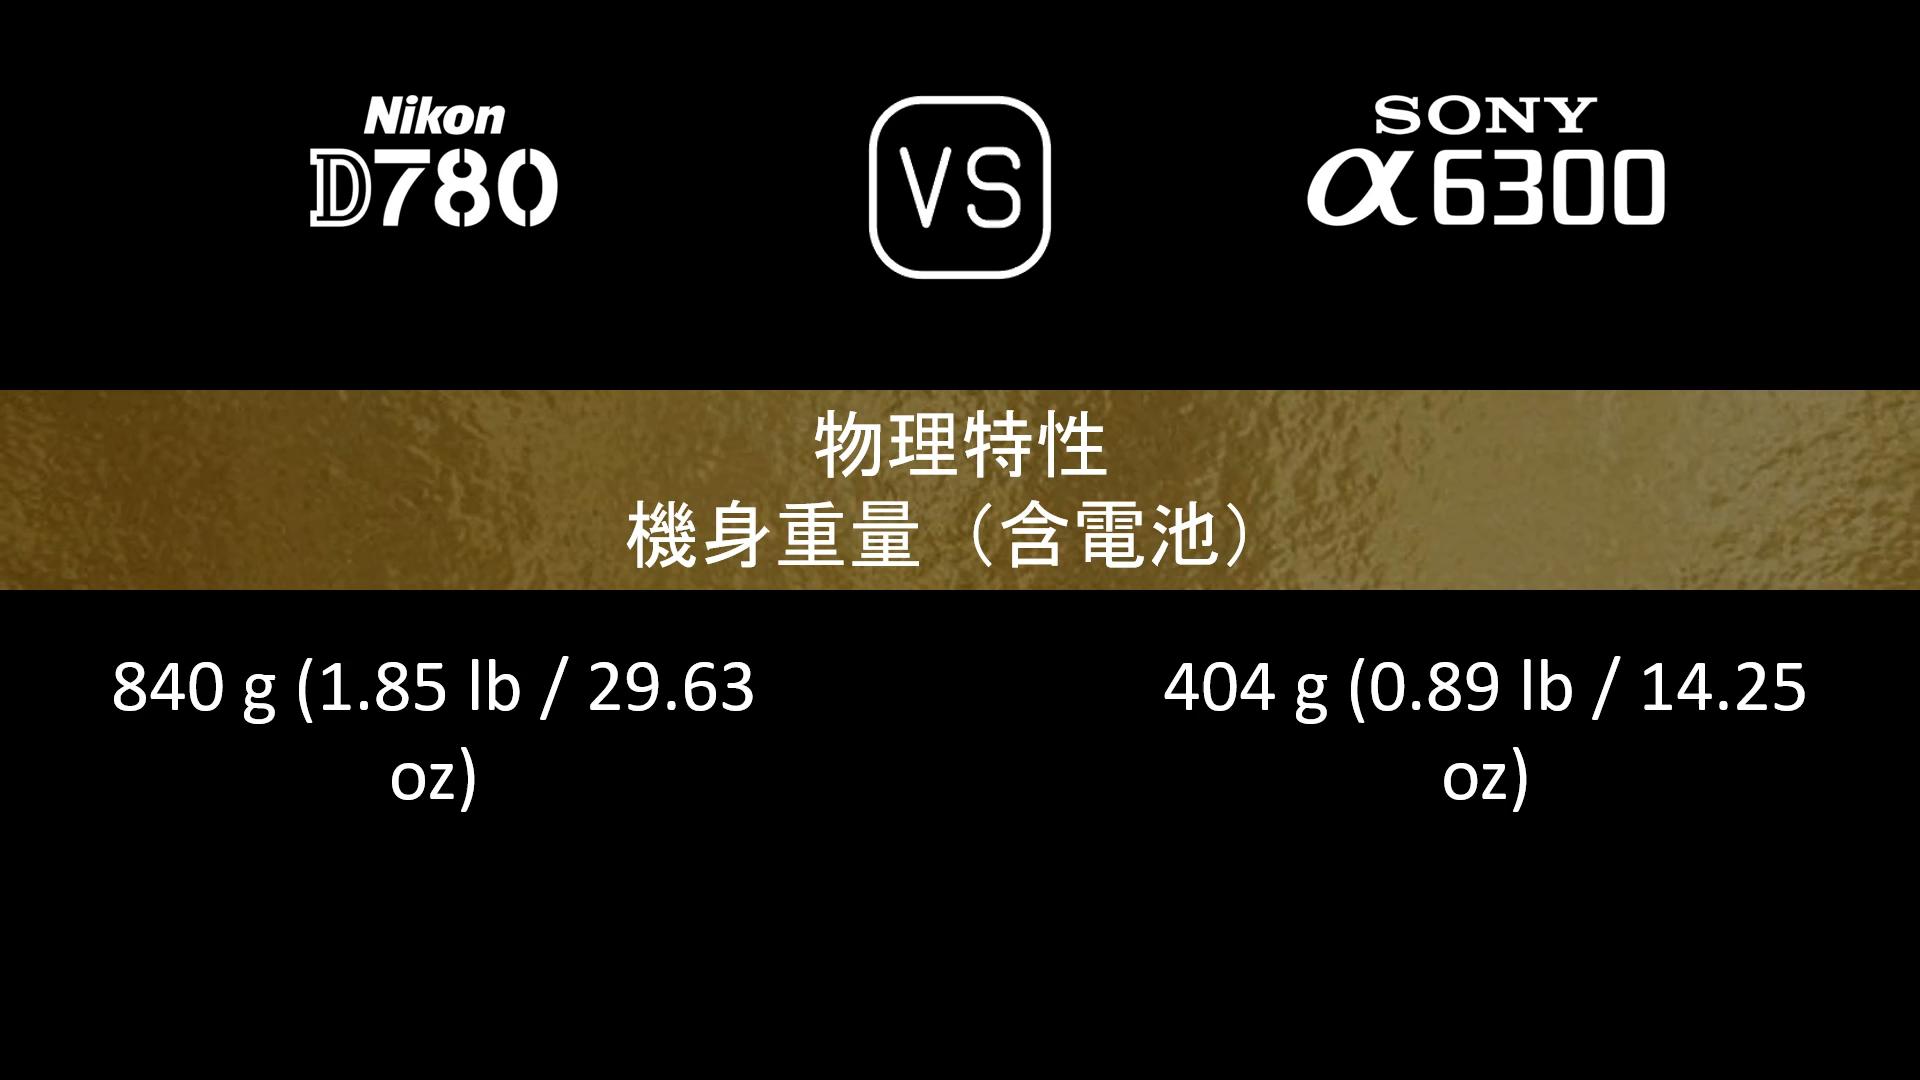 Nikon
D780
VS
SONY
α6300
物理特性
機身重量（含電池）
840 g (1.85 lb / 29.63
oz)
404 g (0.89 lb / 14.25
oz)